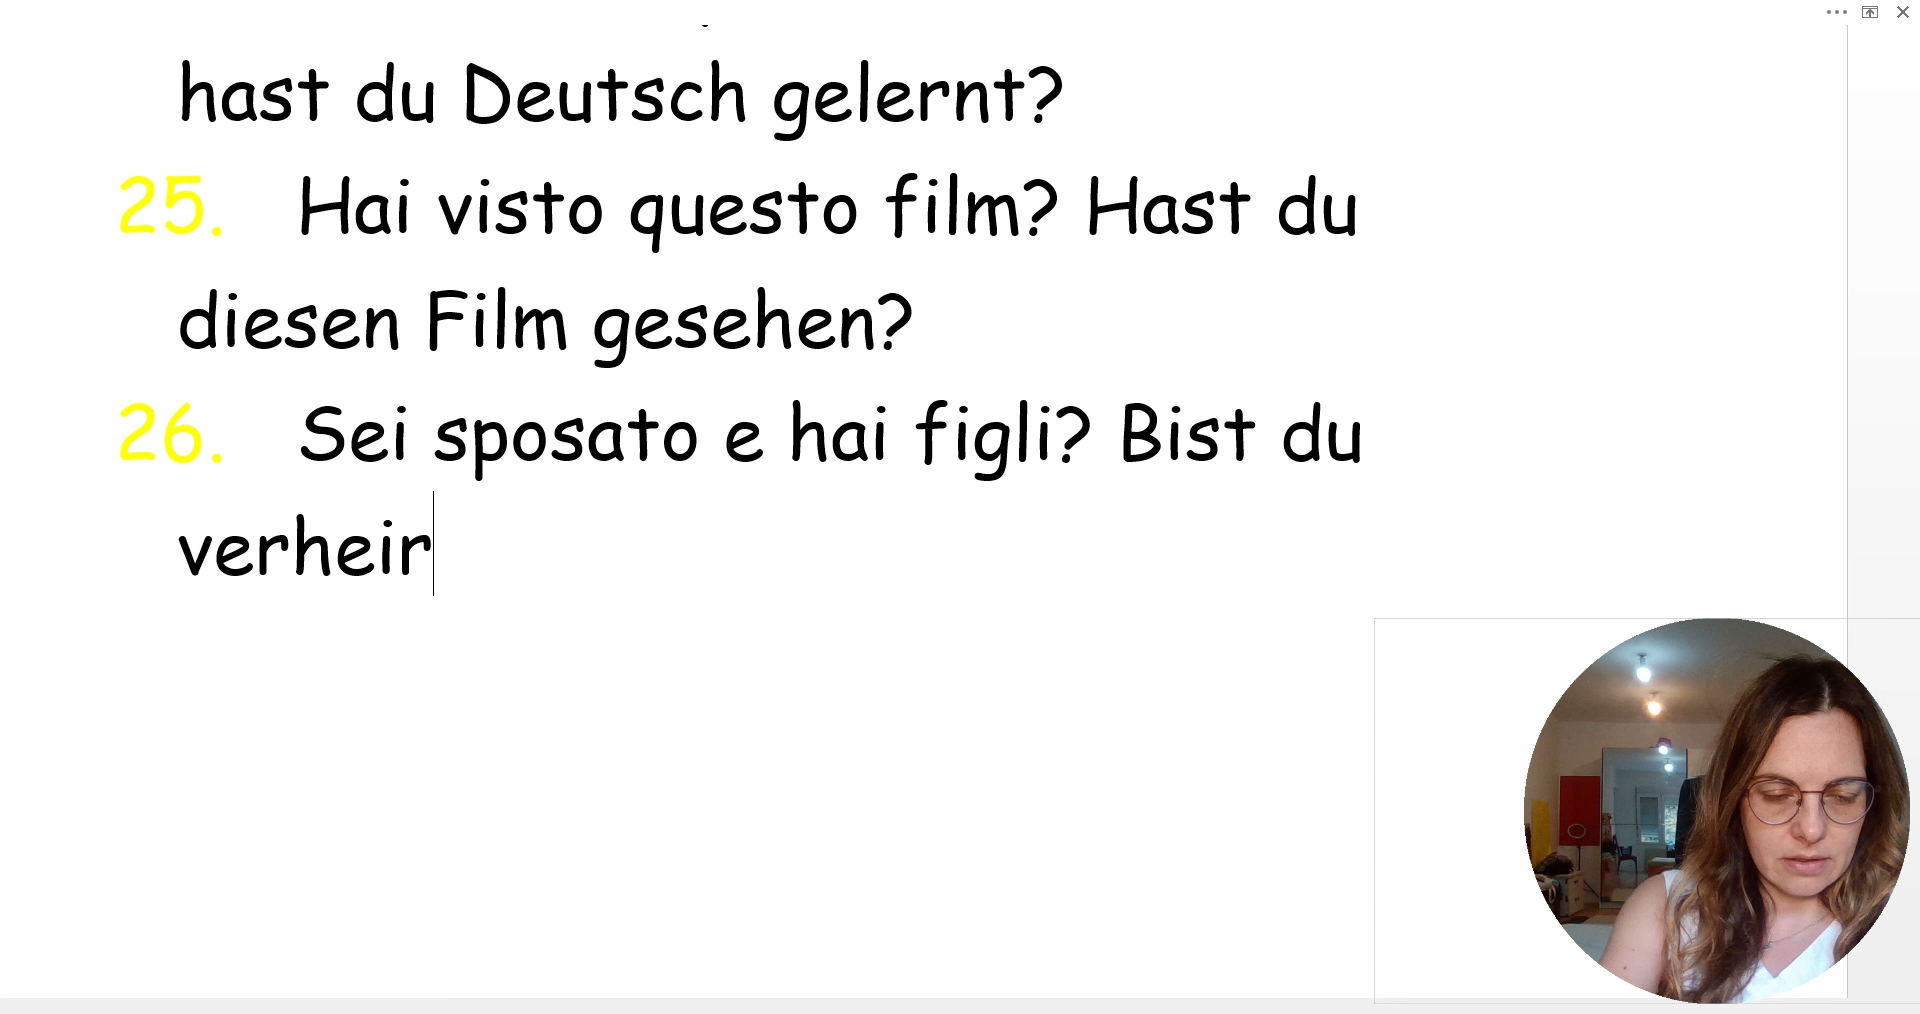 hast du Deutsch gelernt?
25. Hai visto questo film? Hast du
diesen Film gesehen?
26. Sei sposato e hai figli? Bist du
verheir